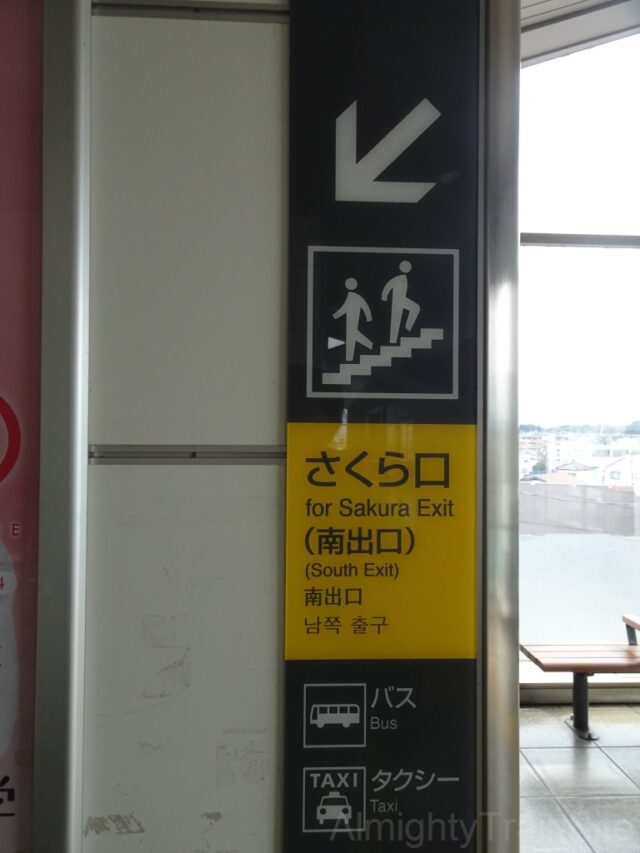 さくら口
for Sakura Exit
(南出口)
(South Exit)
南出口
남쪽 출구
バス
Bus
TAXI
タクシー
Taxi